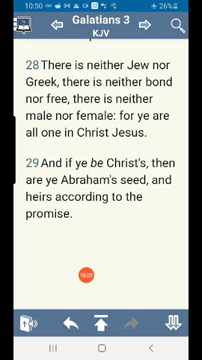 10:50
26%
Galatians 3
KJV
28 There is neither Jew nor
Greek, there is neither bond
nor free, there is neither
male nor female: for ye are
all one in Christ Jesus.
29 And if ye be Christ's, then
are ye Abraham's seed, and
heirs according to the
promise.